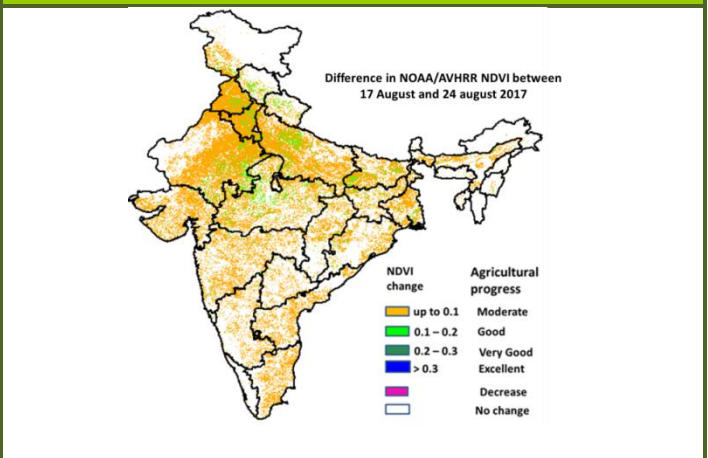 Difference in NOAA/AVHRR NDVI between
17 August and 24 august 2017
NDVI change
Agricultural progress
up to 0.1 Moderate
0.1 – 0.2 Good
0.2 – 0.3 Very Good
> 0.3 Excellent
Decrease
No change